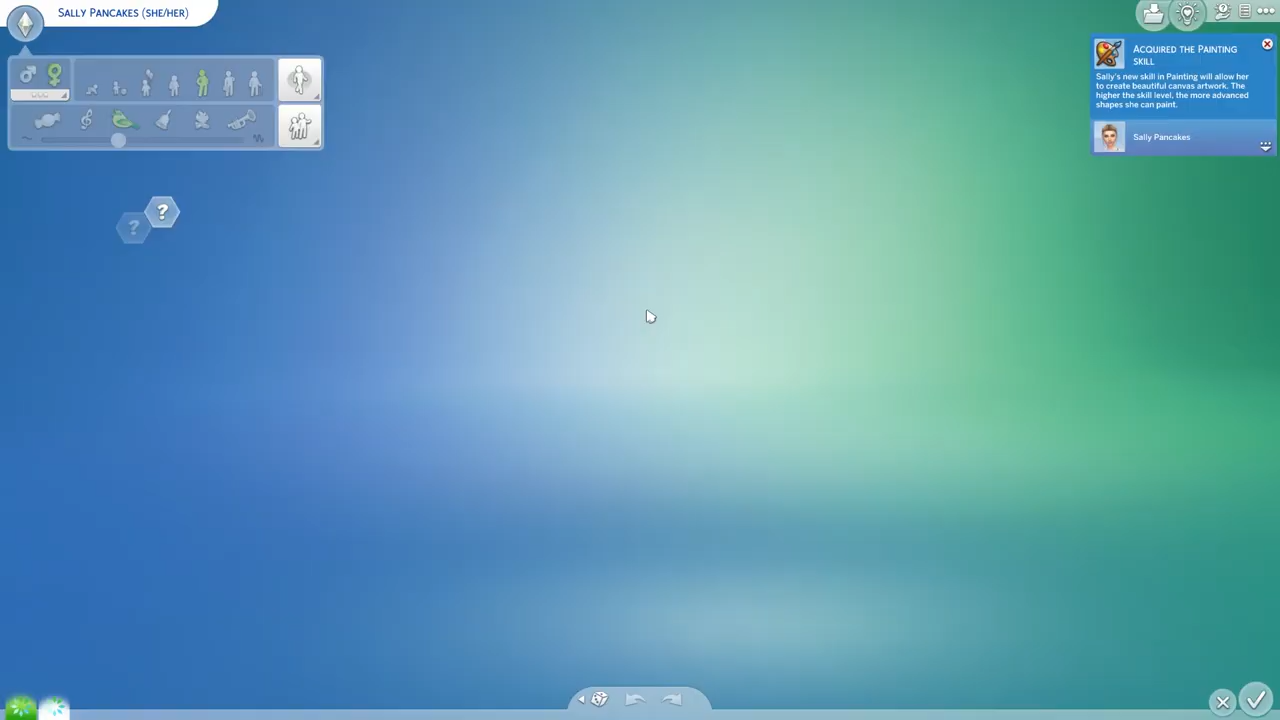 SALLY PANCAKES (SHE/HER)
ACQUIRED THE PAINTING
SKILL
Sally's new skill in Painting will allow her
to create beautiful canvas artwork. The
higher the skill level, the more advanced
shapes she can paint.
Sally Pancakes
?
?